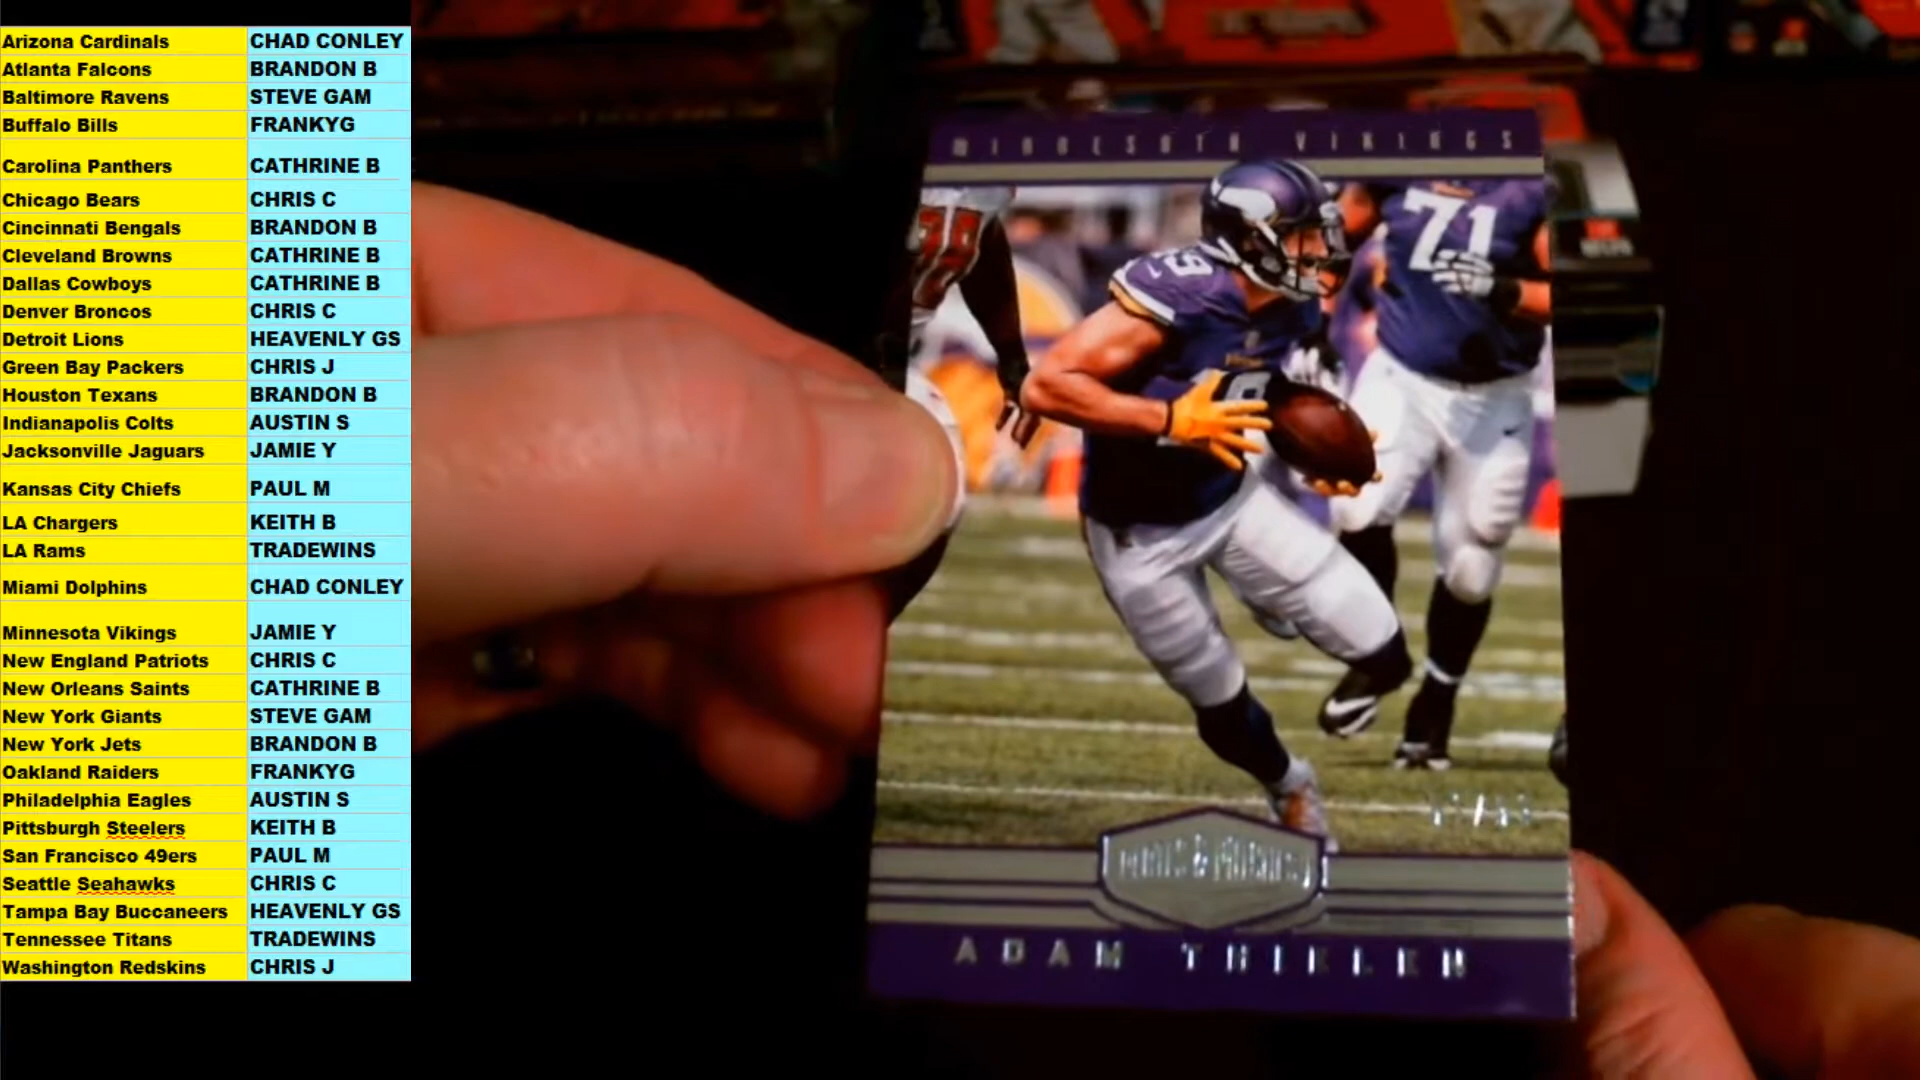 Arizona Cardinals CHAD CONLEY
Atlanta Falcons BRANDON B
Baltimore Ravens STEVE GAM
Buffalo Bills FRANKYG
Carolina Panthers CATHRINE B
Chicago Bears CHRIS C
Cincinnati Bengals BRANDON B
Cleveland Browns CATHRINE B
Dallas Cowboys CATHRINE B
Denver Broncos CHRIS C
Detroit Lions HEAVENLY GS
Green Bay Packers CHRIS J
Houston Texans BRANDON B
Indianapolis Colts AUSTIN S
Jacksonville Jaguars JAMIE Y
Kansas City Chiefs PAUL M
LA Chargers KEITH B
LA Rams TRADEWINS
Miami Dolphins CHAD CONLEY
Minnesota Vikings JAMIE Y
New England Patriots CHRIS C
New Orleans Saints CATHRINE B
New York Giants STEVE GAM
New York Jets BRANDON B
Oakland Raiders FRANKYG
Philadelphia Eagles AUSTIN S
Pittsburgh Steelers KEITH B
San Francisco 49ers PAUL M
Seattle Seahawks CHRIS C
Tampa Bay Buccaneers HEAVENLY GS
Tennessee Titans TRADEWINS
Washington Redskins CHRIS J
MINNESOTA VIKINGS
71
19
PLATES & PATCHES
ADAM THIELEN